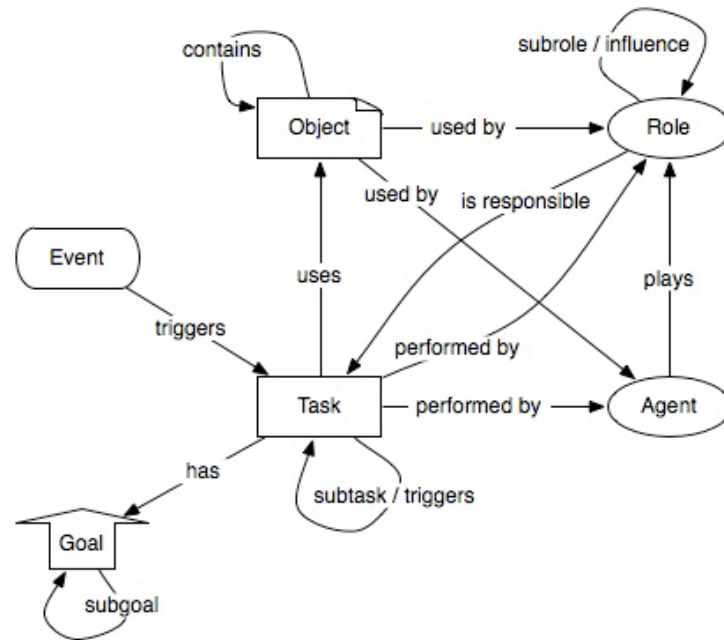 subrole / influence
contains
Object
used by
Role
used by
is responsible
Event
uses
plays
triggers
performed by
Task
performed by
Agent
has
subtask / triggers
Goal
subgoal